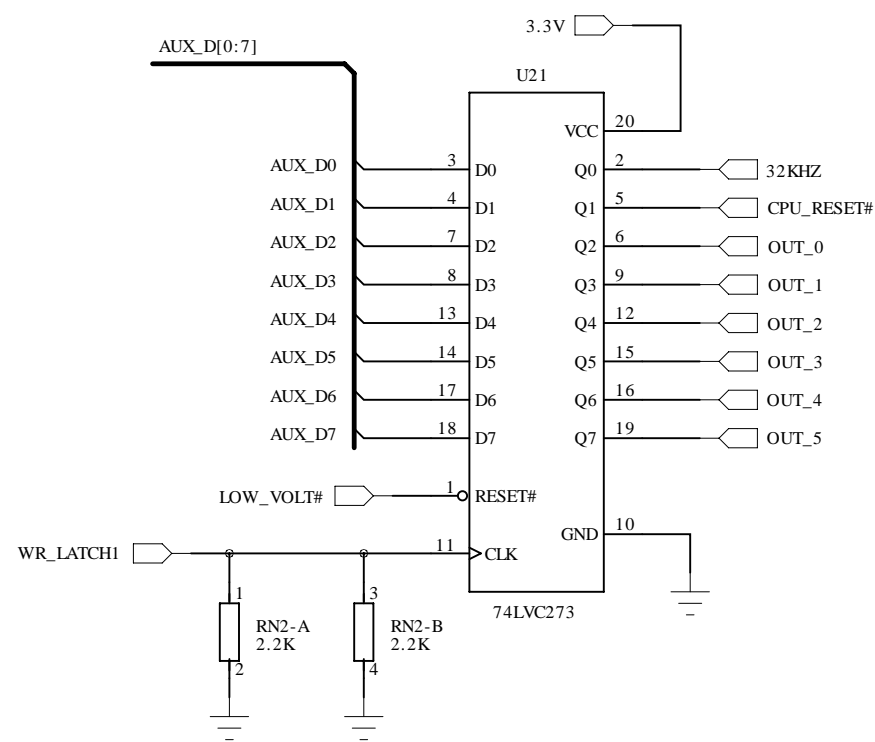 3.3V
AUX_D[0:7]
U21
VCC 20
AUX_D0 3 D0 Q0 2 32KHZ
AUX_D1 4 D1 Q1 5 CPU_RESET#
AUX_D2 7 D2 Q2 6 OUT_0
AUX_D3 8 D3 Q3 9 OUT_1
AUX_D4 13 D4 Q4 12 OUT_2
AUX_D5 14 D5 Q5 15 OUT_3
AUX_D6 17 D6 Q6 16 OUT_4
AUX_D7 18 D7 Q7 19 OUT_5
LOW_VOLT# 1 RESET#
GND 10
WR_LATCH1 11 CLK
74LVC273
1 3
RN2-A RN2-B
2.2K 2.2K
2 4